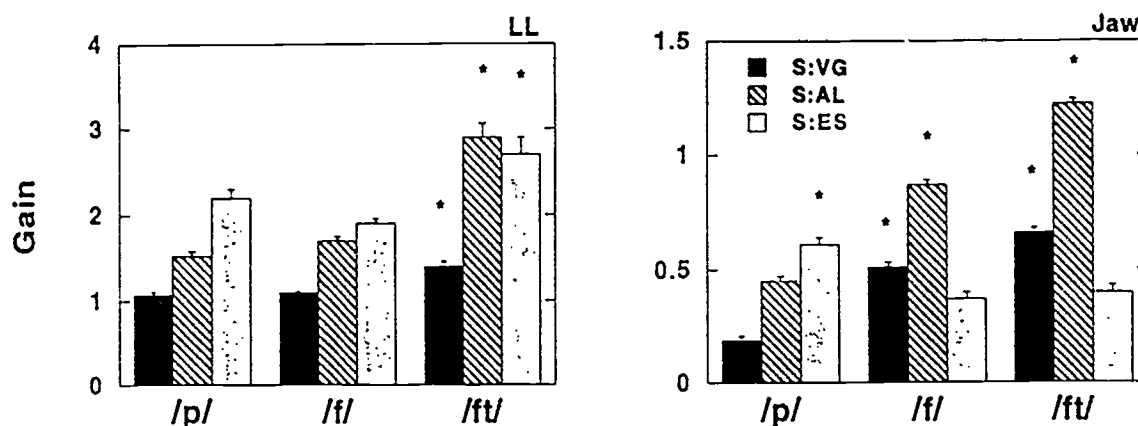 LL
4
3
2
1
0
Gain
/p/ /f/ /ft/
Jaw
1.5
1
0.5
0
S:VG
S:AL
S:ES
* * *
* * * * *
/p/ /f/ /ft/